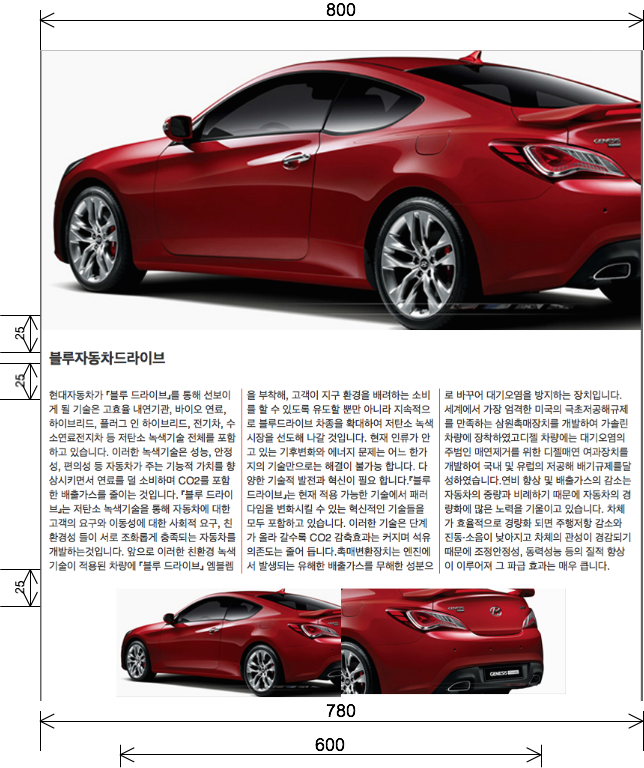 800
GENESIS
25
블루자동차드라이브
25
현대자동차가 『블루 드라이브』를 통해 선보이
게 될 기술은 고효율 내연기관, 바이오 연료,
하이브리드, 플러그 인 하이브리드, 전기차, 수
소연료전지차 등 저탄소 녹색기술 전체를 포함
하고 있습니다. 이러한 녹색기술은 성능, 안정
성, 편의성 등 자동차가 주는 기능적 가치를 향
상시키면서 연료를 덜 소비하며 CO2를 포함
한 배출가스를 줄이는 것입니다. 『블루 드라이
브』는 저탄소 녹색기술을 통해 자동차에 대한
고객의 요구와 이동성에 대한 사회적 요구, 친
환경성 들이 서로 조화롭게 충족되는 자동차를
개발하는것입니다. 앞으로 이러한 친환경 녹색
기술이 적용된 차량에 『블루 드라이브』 엠블렘
을 부착해, 고객이 지구 환경을 배려하는 소비
를 할 수 있도록 유도할 뿐만 아니라 지속적으
로 블루드라이브 차종을 확대하여 저탄소 녹색
시장을 선도해 나갈 것입니다. 현재 인류가 안
고 있는 기후변화와 에너지 문제는 어느 한가
지의 기술만으로는 해결이 불가능 합니다. 다
양한 기술적 발전과 혁신이 필요 합니다.『블루
드라이브』는 현재 적용 가능한 기술에서 패러
다임을 변화시킬 수 있는 혁신적인 기술들을
모두 포함하고 있습니다. 이러한 기술은 단계
가 올라 갈수록 CO2 감축효과는 커지며 석유
의존도는 줄어 듭니다.촉매변환장치는 엔진에
서 발생되는 유해한 배출가스를 무해한 성분으
로 바꾸어 대기오염을 방지하는 장치입니다.
세계에서 가장 엄격한 미국의 극초저공해규제
를 만족하는 삼원촉매장치를 개발하여 가솔린
차량에 장착하였고디젤 차량에는 대기오염의
주범인 매연제거를 위한 디젤매연 여과장치를
개발하여 국내 및 유럽의 저공해 배기규제를달
성하였습니다.연비 향상 및 배출가스의 감소는
자동차의 중량과 비례하기 때문에 자동차의 경
량화에 많은 노력을 기울이고 있습니다. 차체
가 효율적으로 경량화 되면 주행저항 감소와
진동·소음이 낮아지고 차체의 관성이 경감되기
때문에 조정안정성, 동력성능 등의 질적 향상
이 이루어져 그 파급 효과는 매우 큽니다.
25
GENESIS
780
600